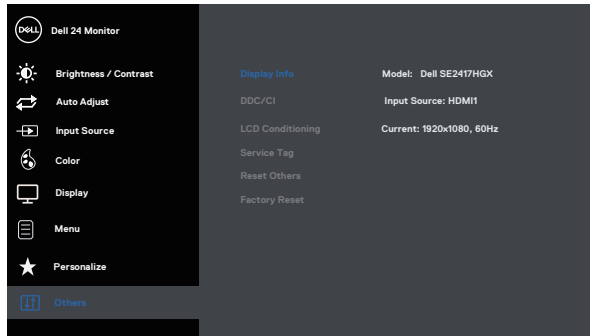 DELL Dell 24 Monitor
Brightness / Contrast
Auto Adjust
Input Source
Color
Display
Menu
Personalize
Others
Display Info Model: Dell SE2417HGX
DDC/CI Input Source: HDMI1
LCD Conditioning Current: 1920x1080, 60Hz
Service Tag
Reset Others
Factory Reset